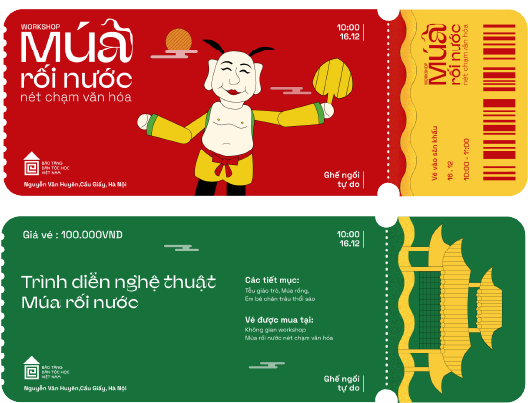 WORKSHOP
Múa
rối nước
nét chạm văn hóa
10:00
16.12
BẢO TÀNG
DÂN TỘC HỌC
VIỆT NAM
Nguyễn Văn Huyên,Cầu Giấy, Hà Nội
Ghế ngồi
tự do
WORKSHOP
Múa
rối nước
nét chạm văn hóa
Vé vào sân khấu
16 . 12
10:00 - 11:00
Giá vé : 100.000VND
10:00
16.12
Trình diễn nghệ thuật
Múa rối nước
Các tiết mục:
Tễu giáo trò, Múa rồng,
Em bé chăn trâu thổi sáo
Vé được mua tại:
Không gian workshop
Múa rối nước nét chạm văn hóa
BẢO TÀNG
DÂN TỘC HỌC
VIỆT NAM
Nguyễn Văn Huyên,Cầu Giấy, Hà Nội
Ghế ngồi
tự do